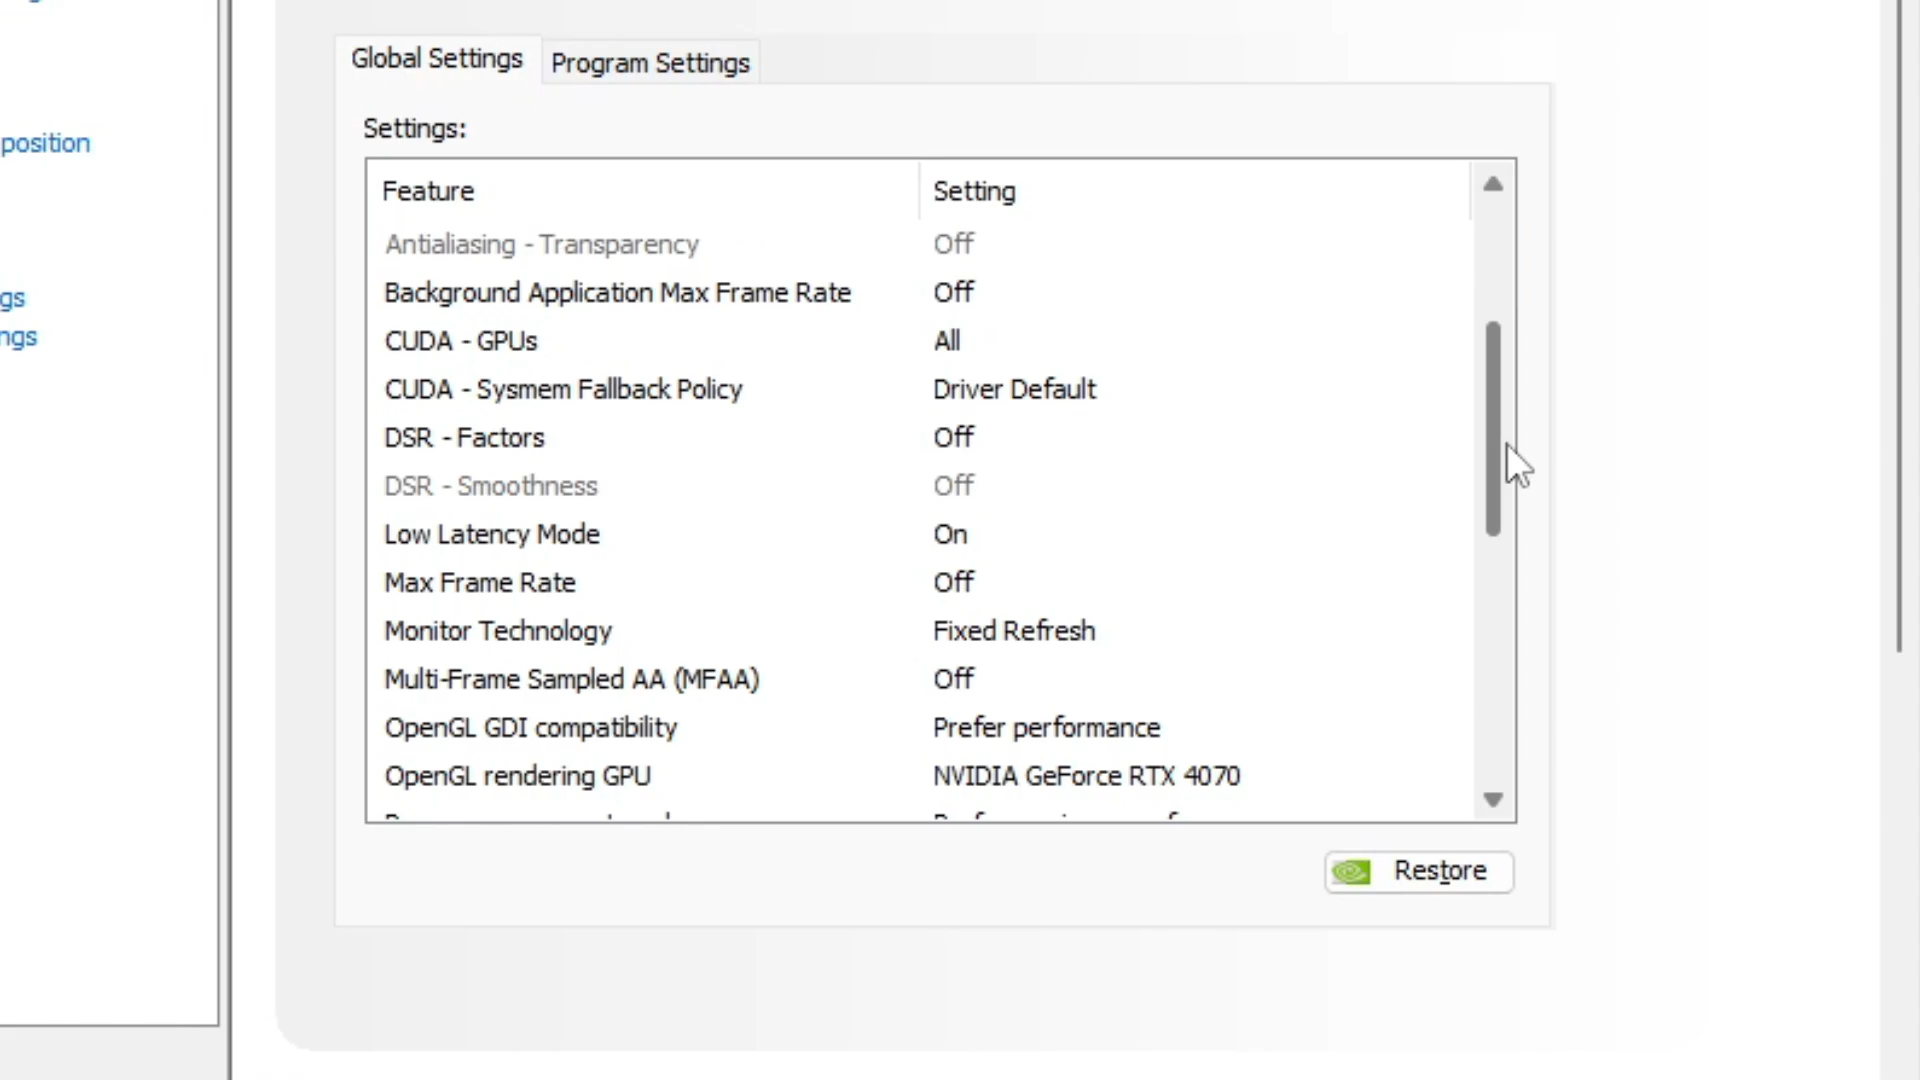 Global Settings
Program Settings
position
Settings:
Feature Setting
Antialiasing - Transparency Off
Background Application Max Frame Rate Off
gs
CUDA - GPUs All
ngs
CUDA - Sysmem Fallback Policy Driver Default
DSR - Factors Off
DSR - Smoothness Off
Low Latency Mode On
Max Frame Rate Off
Monitor Technology Fixed Refresh
Multi-Frame Sampled AA (MFAA) Off
OpenGL GDI compatibility Prefer performance
OpenGL rendering GPU NVIDIA GeForce RTX 4070
Restore